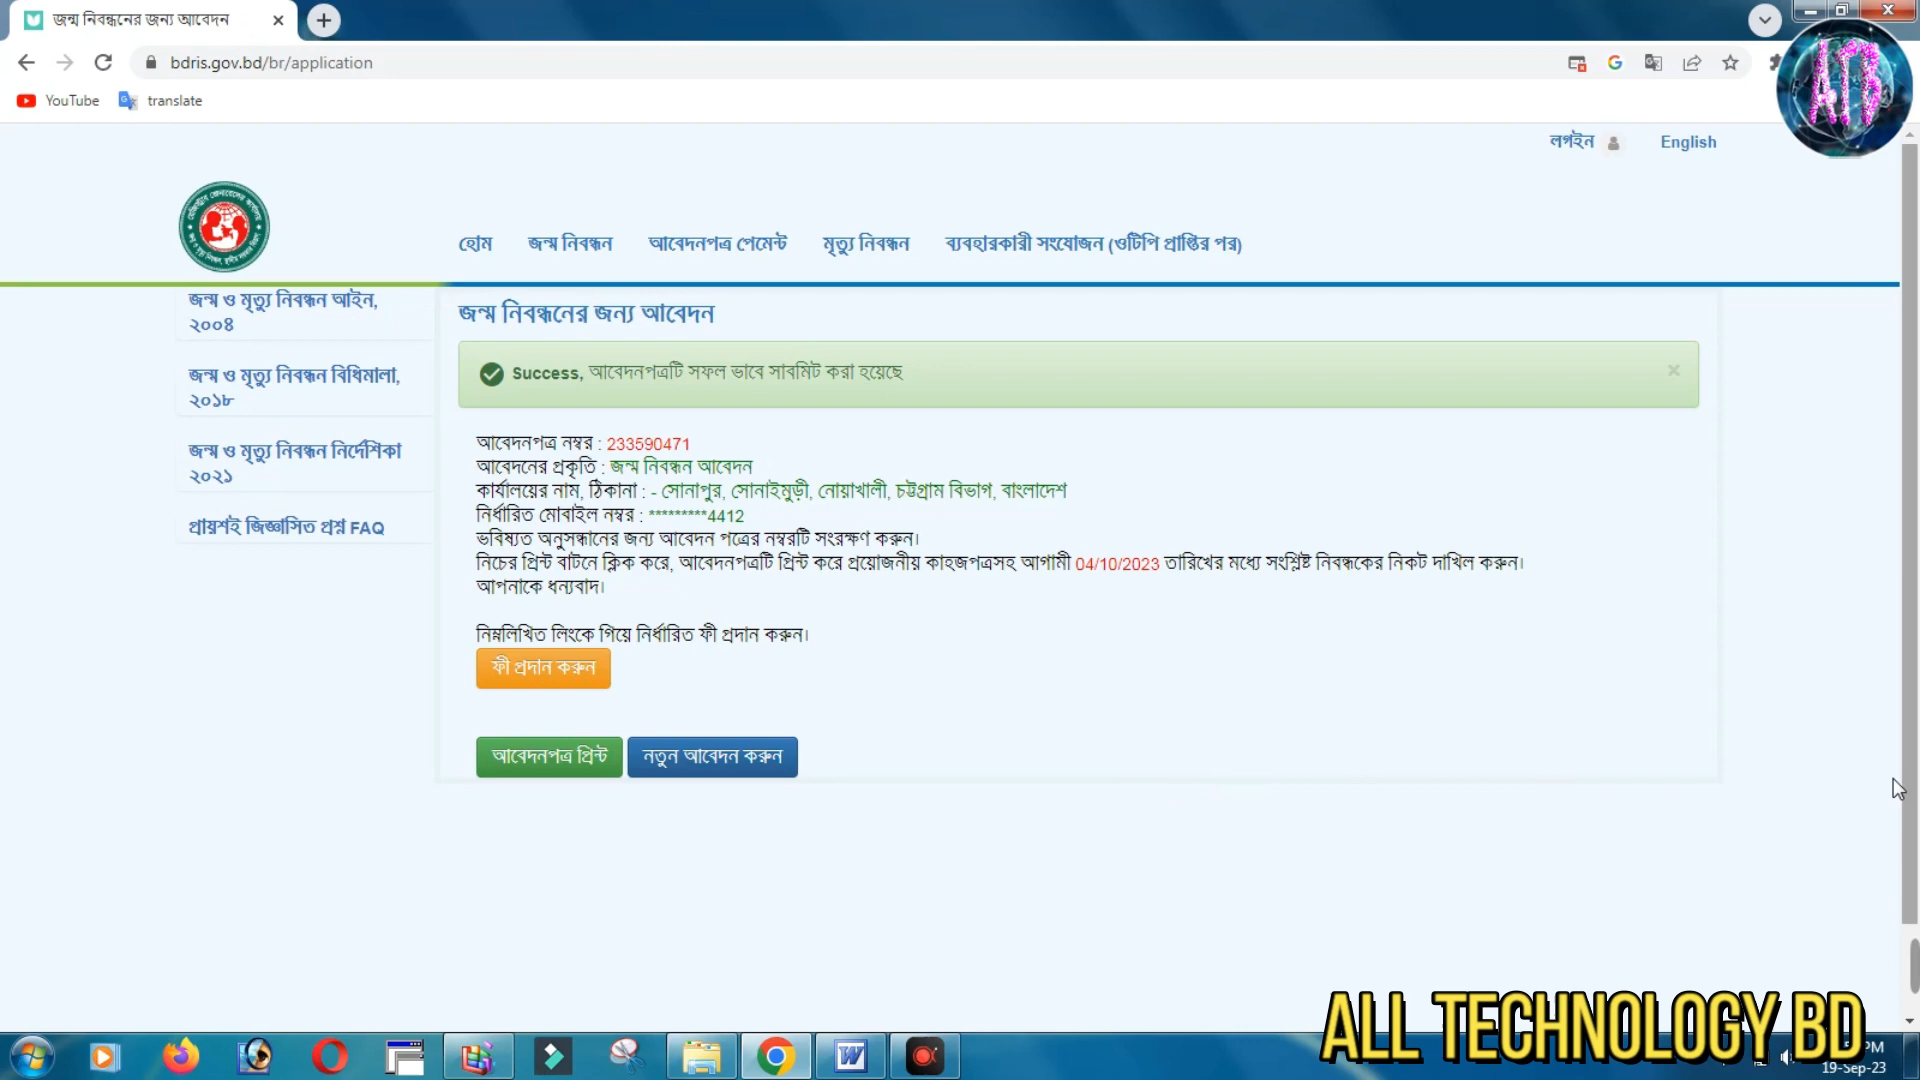 জন্ম নিবন্ধনের জন্য আবেদন
bdris.gov.bd/br/application
YouTube
translate
লগইন
English
হোম
জন্ম নিবন্ধন
আবেদনপত্র পেমেন্ট
মৃত্যু নিবন্ধন
ব্যবহারকারী সংযোজন (ওটিপি প্রাপ্তির পর)
জন্ম ও মৃত্যু নিবন্ধন আইন,
২০০৪
জন্ম ও মৃত্যু নিবন্ধন বিধিমালা,
২০১৮
জন্ম ও মৃত্যু নিবন্ধন নির্দেশিকা
২০২১
প্রায়শই জিজ্ঞাসিত প্রশ্ন FAQ
জন্ম নিবন্ধনের জন্য আবেদন
Success, আবেদনপত্রটি সফল ভাবে সাবমিট করা হয়েছে
আবেদনপত্র নম্বর : 233590471
আবেদনের প্রকৃতি : জন্ম নিবন্ধন আবেদন
কার্যালয়ের নাম, ঠিকানা : - সোনাপুর, সোনাইমুড়ী, নোয়াখালী, চট্টগ্রাম বিভাগ, বাংলাদেশ
নির্ধারিত মোবাইল নম্বর : *********4412
ভবিষ্যত অনুসন্ধানের জন্য আবেদন পত্রের নম্বরটি সংরক্ষণ করুন।
নিচের প্রিন্ট বাটনে ক্লিক করে, আবেদনপত্রটি প্রিন্ট করে প্রয়োজনীয় কাহজপত্রসহ আগামী 04/10/2023 তারিখের মধ্যে সংশ্লিষ্ট নিবন্ধকের নিকট দাখিল করুন।
আপনাকে ধন্যবাদ।
নিম্নলিখিত লিংকে গিয়ে নির্ধারিত ফী প্রদান করুন।
ফী প্রদান করুন
আবেদনপত্র প্রিন্ট
নতুন আবেদন করুন
ATB
ALL TECHNOLOGY BD
PM
19-Sep-23